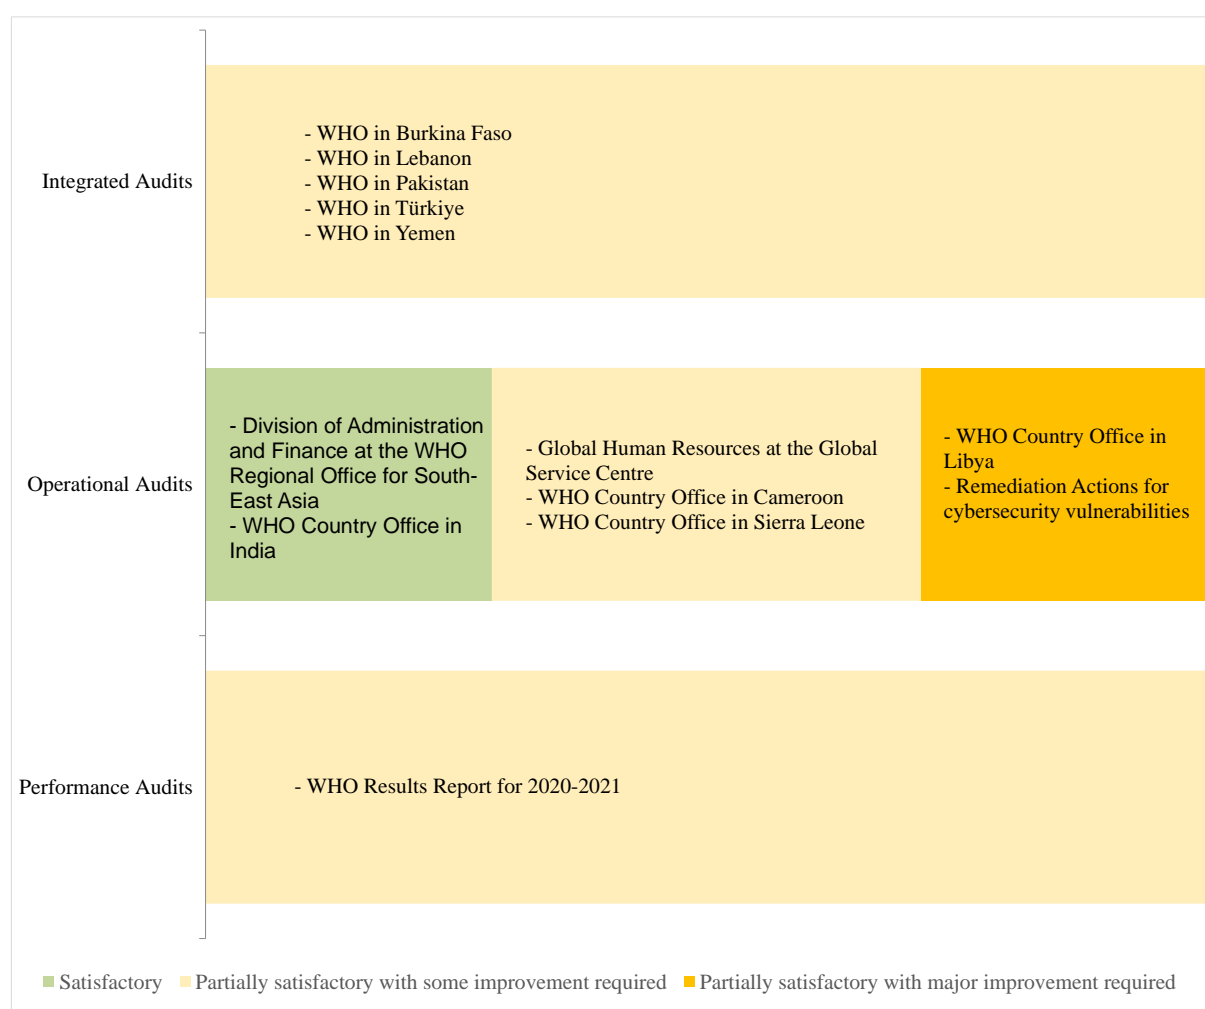 Integrated Audits
- WHO in Burkina Faso
- WHO in Lebanon
- WHO in Pakistan
- WHO in Türkiye
- WHO in Yemen
Operational Audits
- Division of Administration
and Finance at the WHO
Regional Office for South-
East Asia
- WHO Country Office in
India
- Global Human Resources at the Global
Service Centre
- WHO Country Office in Cameroon
- WHO Country Office in Sierra Leone
- WHO Country Office in
Libya
- Remediation Actions for
cybersecurity vulnerabilities
Performance Audits
- WHO Results Report for 2020-2021
Satisfactory
Partially satisfactory with some improvement required
Partially satisfactory with major improvement required